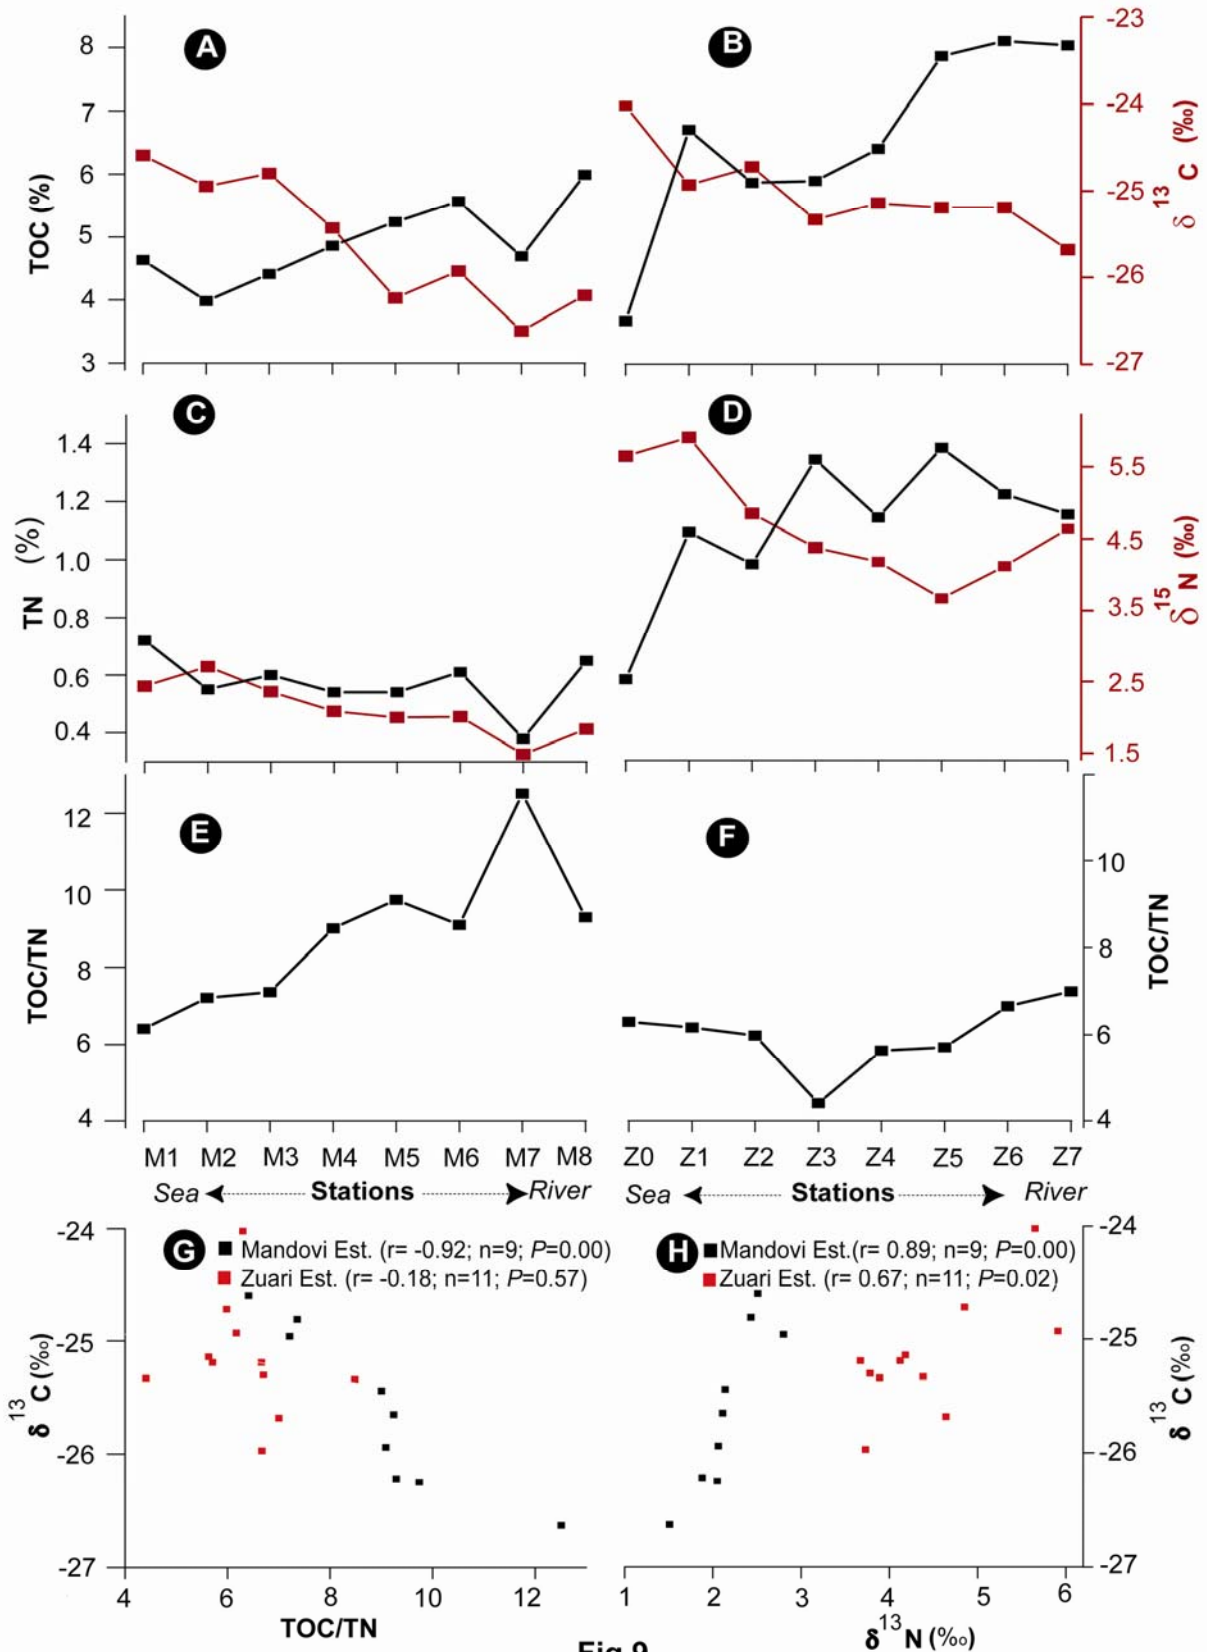 A
B
8
7
6
5
4
3
TOC (%)
-23
-24
-25
-26
-27
δ 13 C (‰)
C
D
1.4
1.2
1.0
0.8
0.6
0.4
TN (%)
5.5
4.5
3.5
2.5
1.5
δ 15 N (‰)
E
F
12
10
8
6
4
TOC/TN
10
8
6
4
TOC/TN
M1 M2 M3 M4 M5 M6 M7 M8 Z0 Z1 Z2 Z3 Z4 Z5 Z6 Z7
Sea Stations River Sea Stations River
G
Mandovi Est. (r= -0.92; n=9; P=0.00)
Zuari Est. (r= -0.18; n=11; P=0.57)
H
Mandovi Est.(r= 0.89; n=9; P=0.00)
Zuari Est. (r= 0.67; n=11; P=0.02)
-24
-25
-26
-27
δ 13 C (‰)
-24
-25
-26
-27
δ 13 C (‰)
4 6 8 10 12
TOC/TN
1 2 3 4 5 6
δ13N (‰)
Fig 9